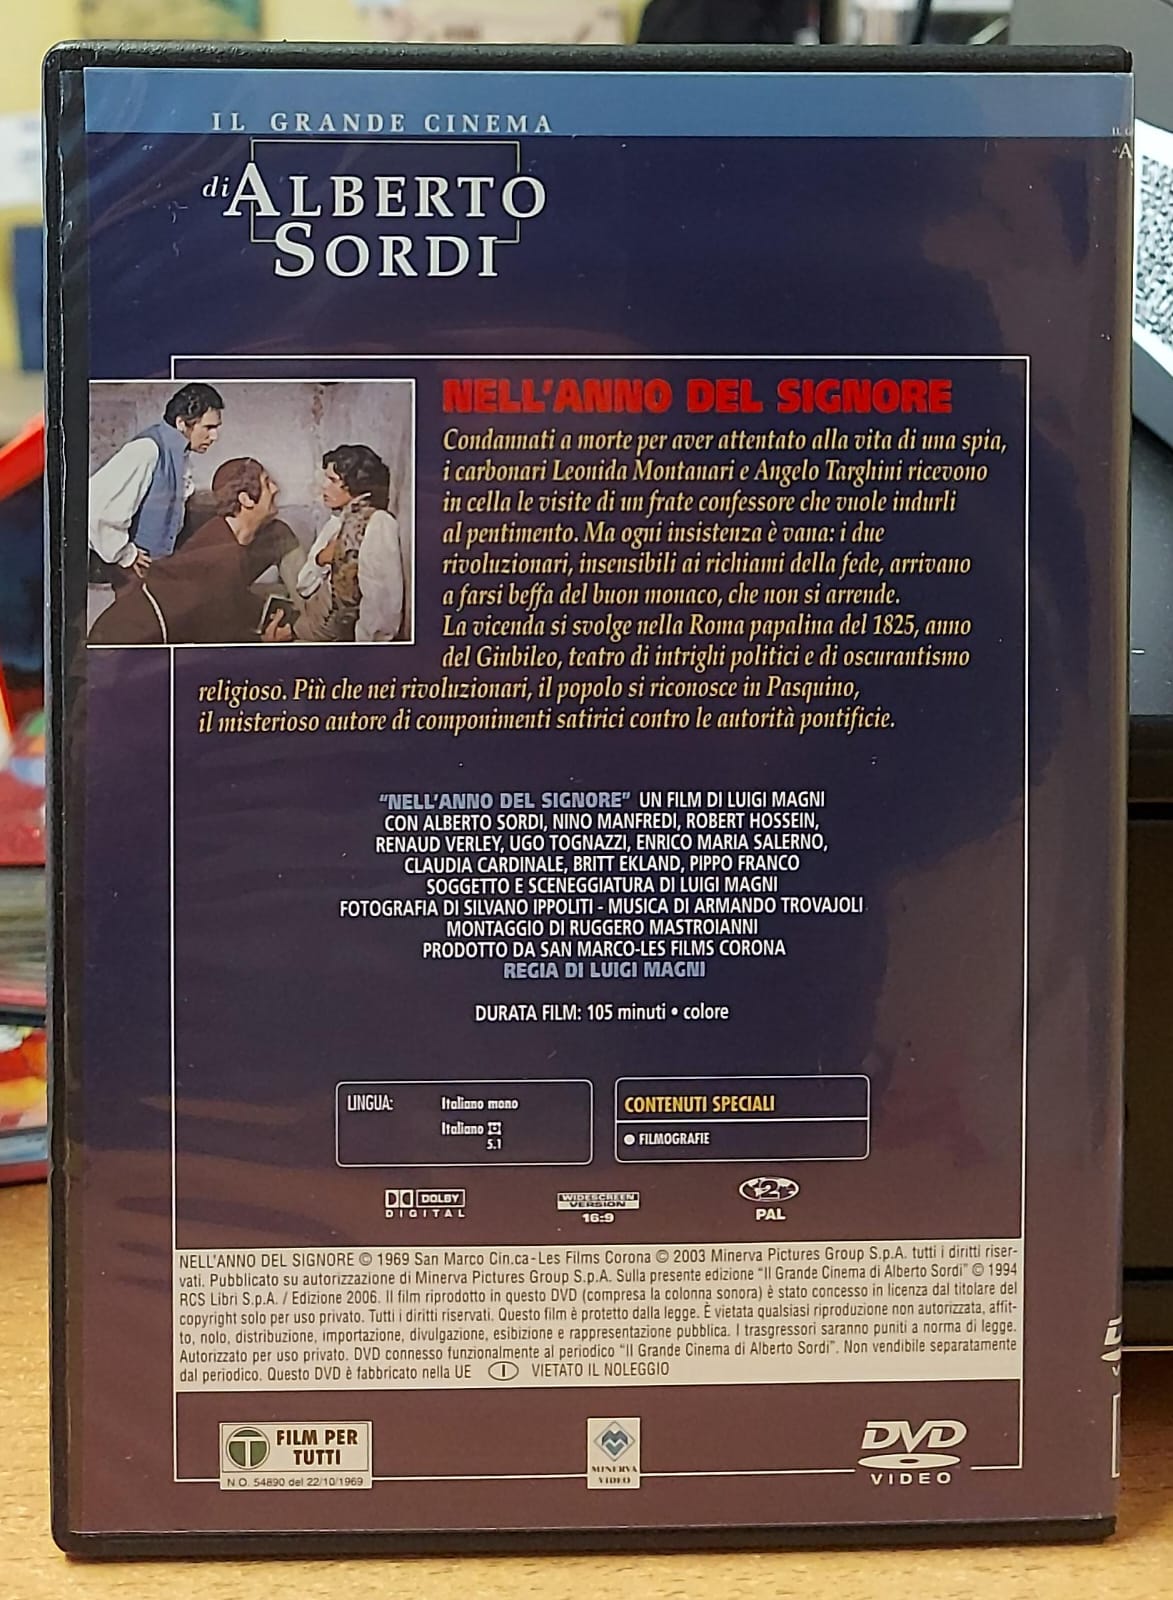 IL GRANDE CINEMA
di ALBERTO
SORDI
NELL'ANNO DEL SIGNORE
Condannati a morte per aver attentato alla vita di una spia,
i carbonari Leonida Montanari e Angelo Targhini ricevono
in cella le visite di un frate confessore che vuole indurli
al pentimento. Ma ogni insistenza è vana: i due
rivoluzionari, insensibili ai richiami della fede, arrivano
a farsi beffa del buon monaco, che non si arrende.
La vicenda si svolge nella Roma papalina del 1825, anno
del Giubileo, teatro di intrighi politici e di oscurantismo
religioso. Più che nei rivoluzionari, il popolo si riconosce in Pasquino,
il misterioso autore di componimenti satirici contro le autorità pontificie.
"NELL'ANNO DEL SIGNORE" UN FILM DI LUIGI MAGNI
CON ALBERTO SORDI, NINO MANFREDI, ROBERT HOSSEIN,
RENAUD VERLEY, UGO TOGNAZZI, ENRICO MARIA SALERNO,
CLAUDIA CARDINALE, BRITT EKLAND, PIPPO FRANCO
SOGGETTO E SCENEGGIATURA DI LUIGI MAGNI
FOTOGRAFIA DI SILVANO IPPOLITI - MUSICA DI ARMANDO TROVAJOLI
MONTAGGIO DI RUGGERO MASTROIANNI
PRODOTTO DA SAN MARCO-LES FILMS CORONA
REGIA DI LUIGI MAGNI
DURATA FILM: 105 minuti • colore
LINGUA: Italiano mono
Italiano
5.1
CONTENUTI SPECIALI
● FILMOGRAFIE
DOLBY
DIGITAL
WIDESCREEN
VERSION
16:9
2
PAL
NELL'ANNO DEL SIGNORE © 1969 San Marco Cin.ca - Les Films Corona © 2003 Minerva Pictures Group S.p.A. tutti i diritti riser-
vati. Pubblicato su autorizzazione di Minerva Pictures Group S.p.A. Sulla presente edizione "Il Grande Cinema di Alberto Sordi" © 1994
RCS Libri S.p.A. / Edizione 2006. Il film riprodotto in questo DVD (compresa la colonna sonora) è stato concesso in licenza dal titolare del
copyright solo per uso privato. Tutti i diritti riservati. Questo film è protetto dalla legge. È vietata qualsiasi riproduzione non autorizzata, affit-
to, nolo, distribuzione, importazione, divulgazione, esibizione e rappresentazione pubblica. I trasgressori saranno puniti a norma di legge.
Autorizzato per uso privato. DVD connesso funzionalmente al periodico "Il Grande Cinema di Alberto Sordi". Non vendibile separatamente
dal periodico. Questo DVD è fabbricato nella UE I VIETATO IL NOLEGGIO
T FILM PER
TUTTI
N.O. 54890 del 22/10/1969
MINERVA
VIDEO
DVD
VIDEO